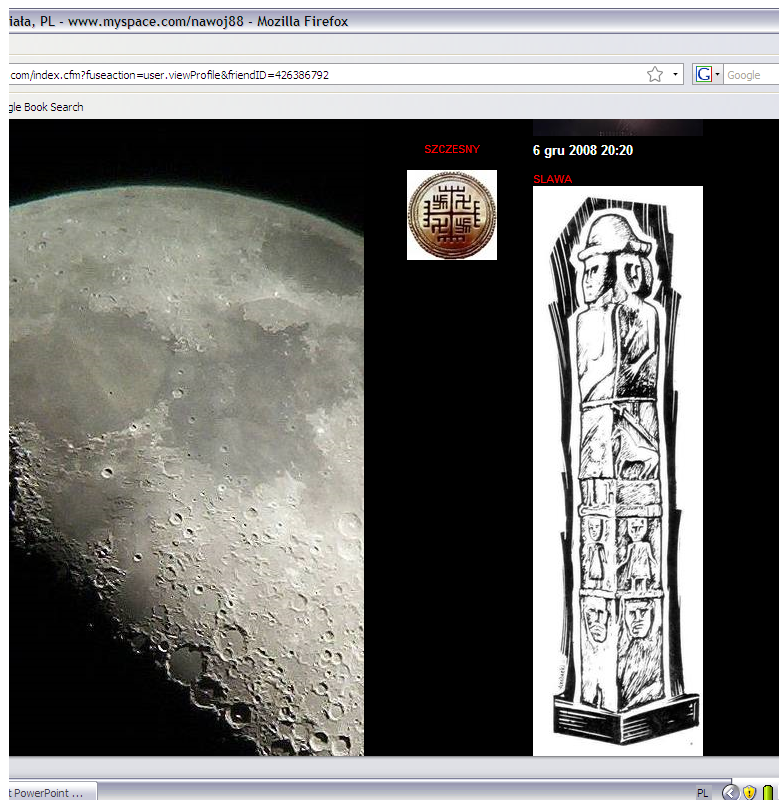 iała, PL - www.myspace.com/nawoj88 - Mozilla Firefox
com/index.cfm?fuseaction=user.viewProfile&friendID=426386792
Google
gle Book Search
SZCZESNY
6 gru 2008 20:20
SLAWA
t PowerPoint ...
PL